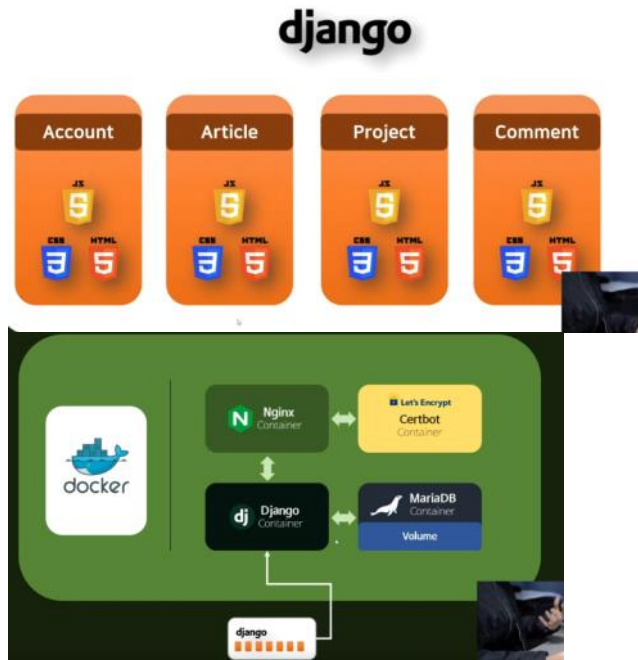 django
Account
Article
Project
Comment
JS
JS
JS
JS
CSS HTML
CSS HTML
CSS HTML
CSS HTML
docker
Nginx
Container
Let's Encrypt
Certbot
Container
dj
Django
Container
MariaDB
Container
Volume
django